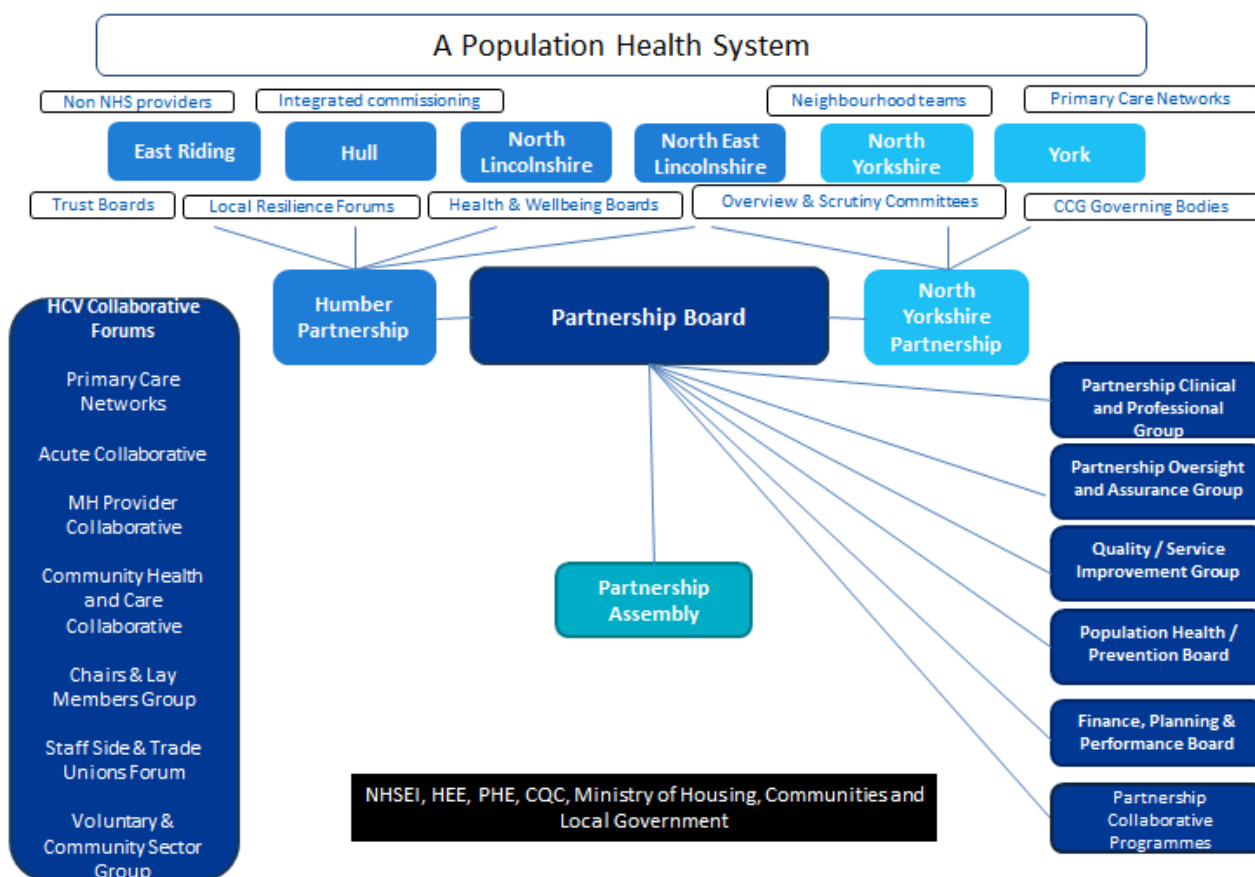 A Population Health System
Non NHS providers
Integrated commissioning
Neighbourhood teams
Primary Care Networks
East Riding
Hull
North
Lincolnshire
North East
Lincolnshire
North
Yorkshire
York
Trust Boards
Local Resilience Forums
Health & Wellbeing Boards
Overview & Scrutiny Committees
CCG Governing Bodies
Humber
Partnership
Partnership Board
North
Yorkshire
Partnership
HCV Collaborative
Forums
Primary Care
Networks
Acute Collaborative
MH Provider
Collaborative
Community Health
and Care
Collaborative
Chairs & Lay
Members Group
Staff Side & Trade
Unions Forum
Voluntary &
Community Sector
Group
Partnership
Assembly
Partnership Clinical
and Professional
Group
Partnership Oversight
and Assurance Group
Quality / Service
Improvement Group
Population Health /
Prevention Board
Finance, Planning &
Performance Board
Partnership
Collaborative
Programmes
NHSEI, HEE, PHE, CQC, Ministry of Housing, Communities and
Local Government